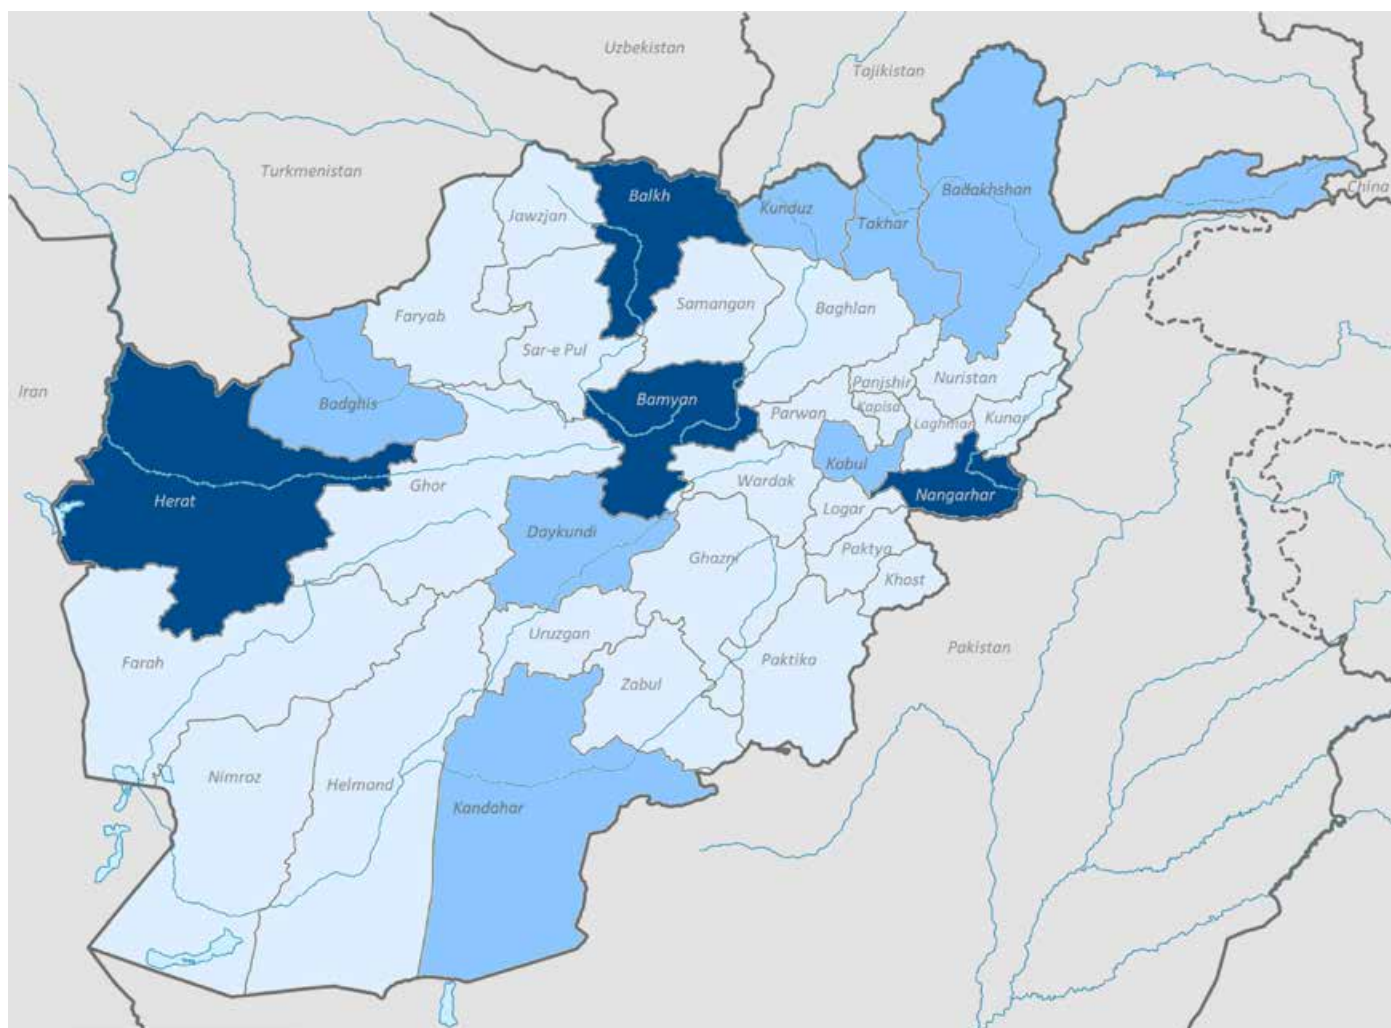 Uzbekistan
Tajikistan
Turkmenistan
China
Balkh
Badakhshan
Jawzjan
Kunduz
Takhar
Samangan
Baghlan
Faryab
Sar-e Pul
Iran
Badghis
Bamyan
Panjshir
Nuristan
Parwan
Kapisa
Kunar
Laghman
Herat
Ghor
Wardak
Kabul
Nangarhar
Logar
Daykundi
Ghazni
Paktya
Khost
Uruzgan
Farah
Zabul
Paktika
Pakistan
Nimroz
Helmand
Kandahar